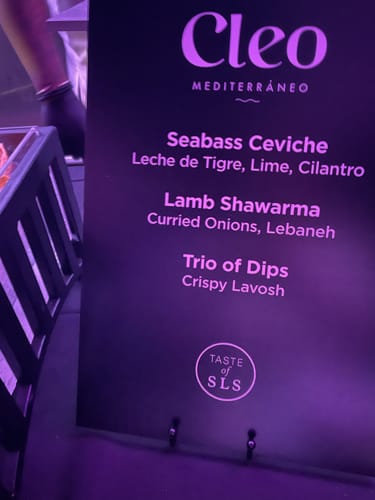 Cleo
MEDITERRÁNEO
Seabass Ceviche
Leche de Tigre, Lime, Cilantro
Lamb Shawarma
Curried Onions, Lebaneh
Trio of Dips
Crispy Lavosh
TASTE
of
SLS